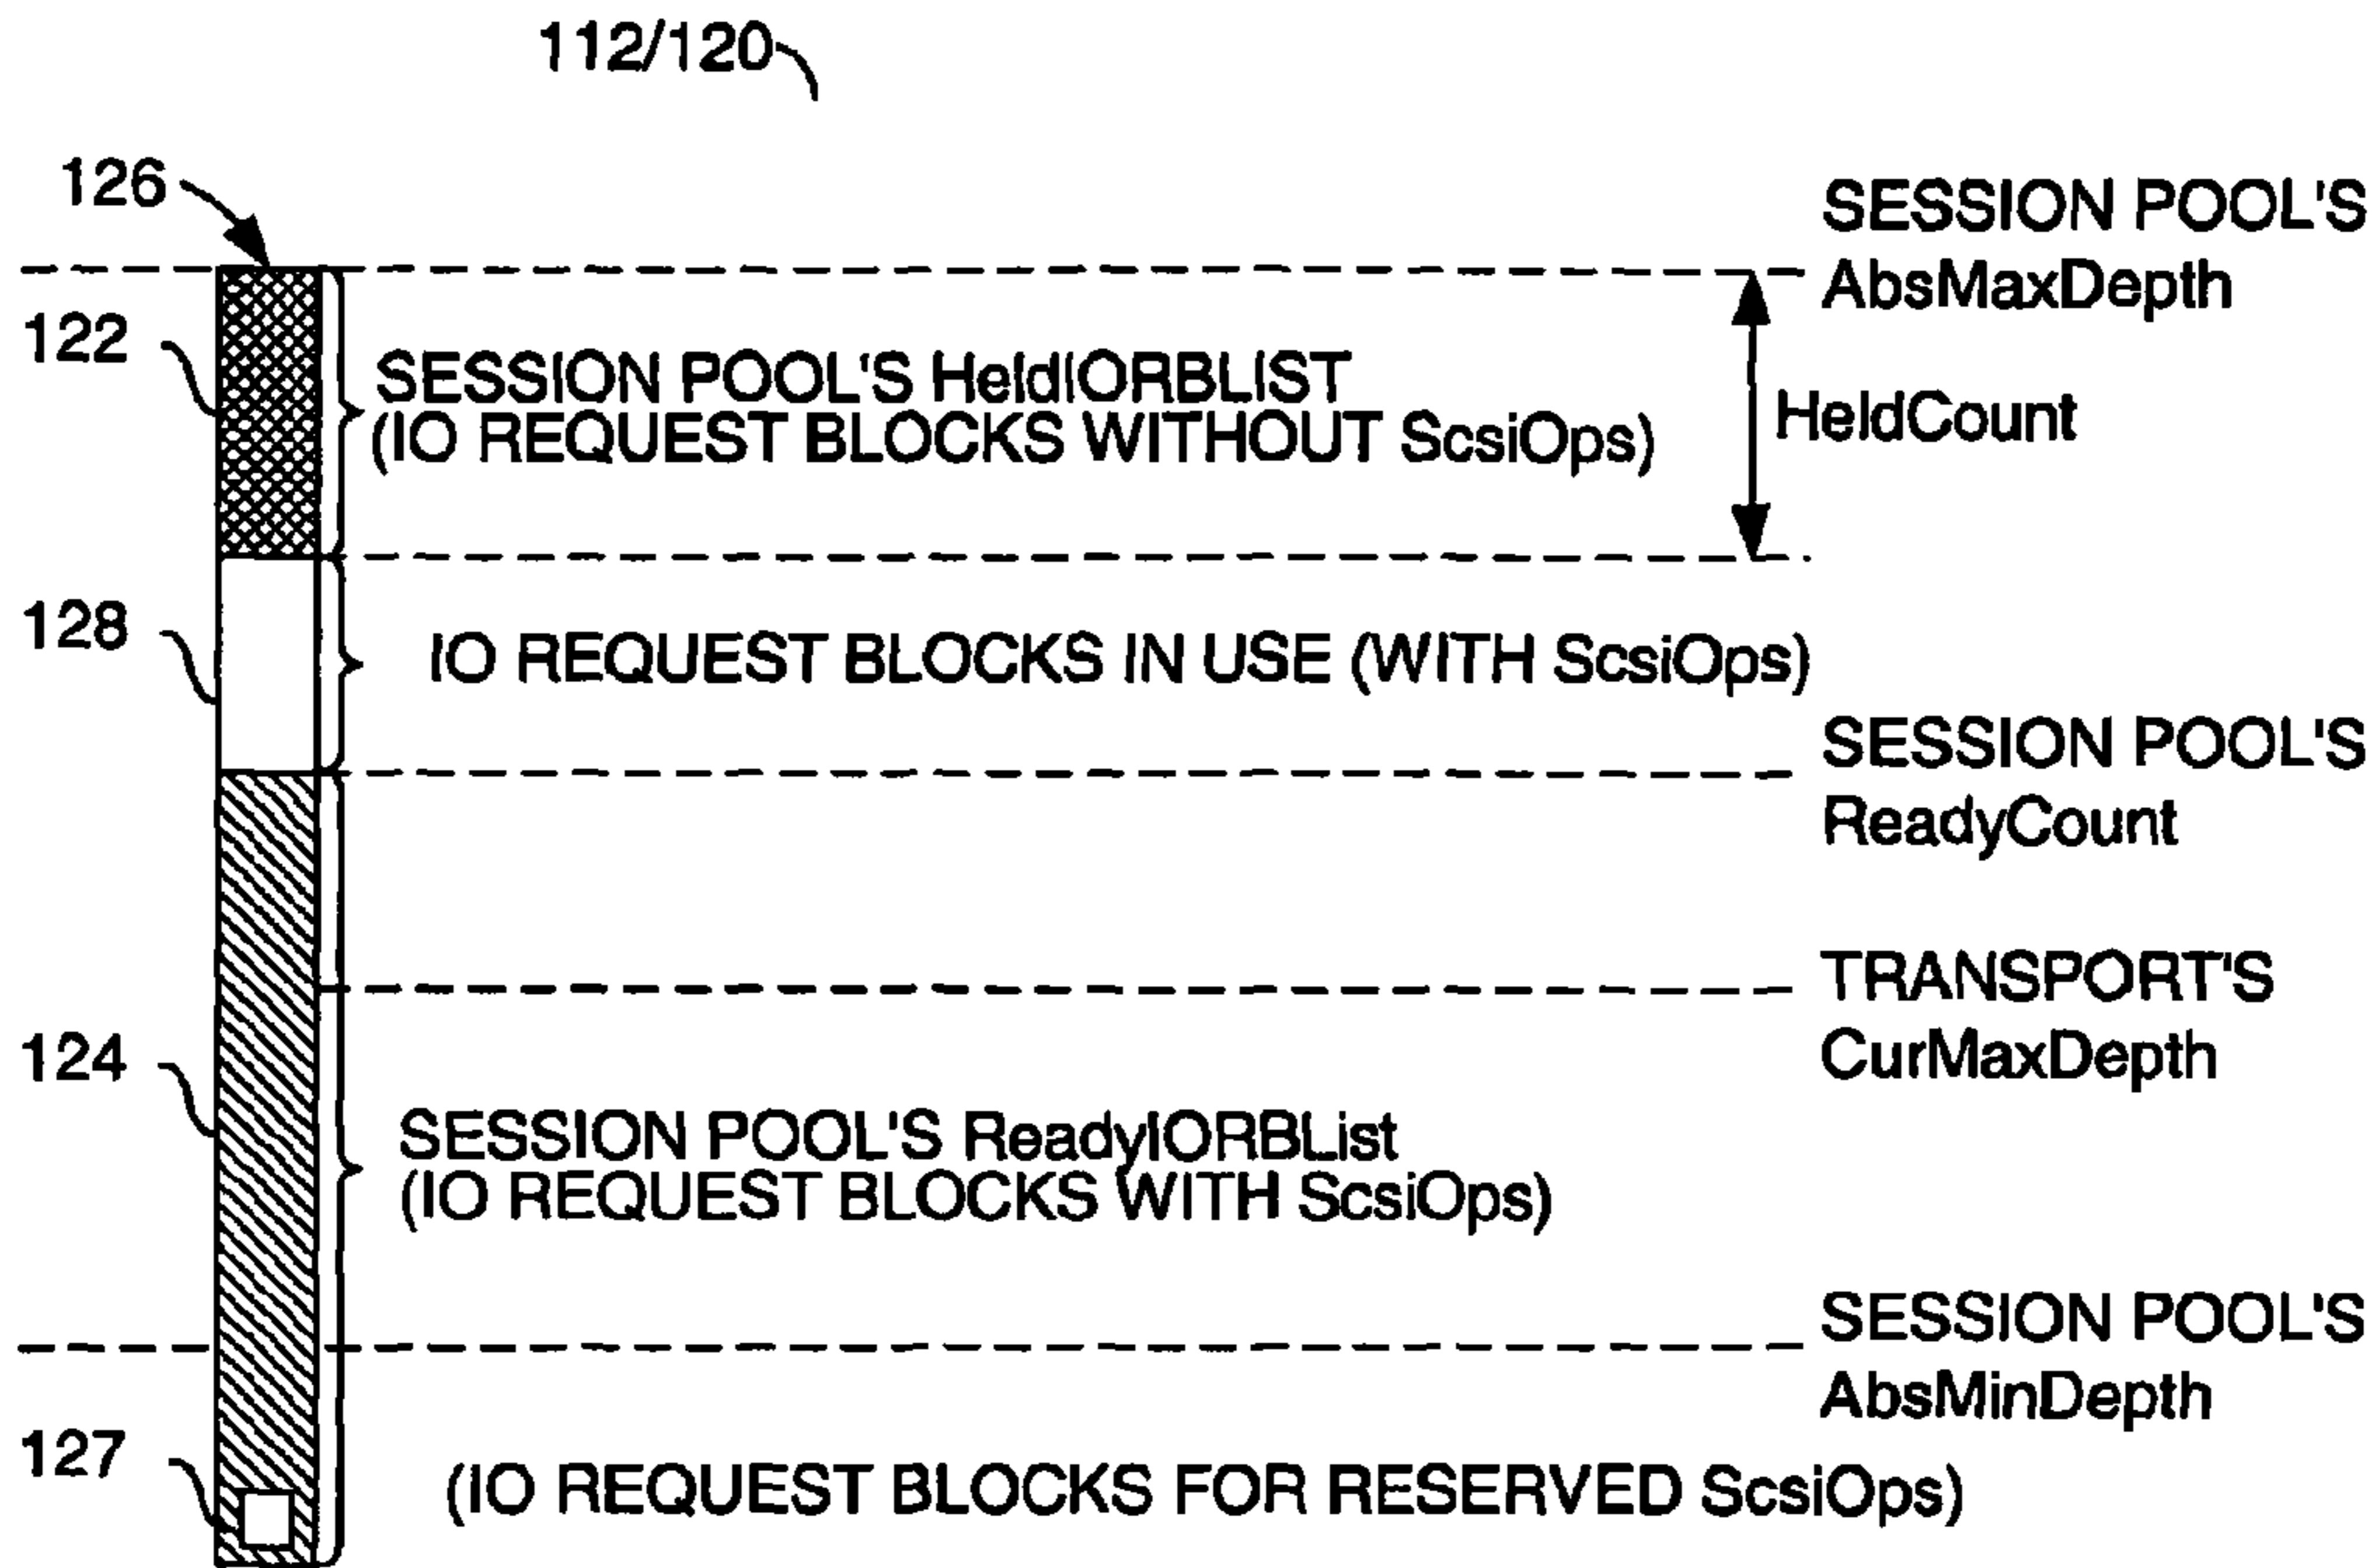 112/120
126
SESSION POOL'S
AbsMaxDepth
122
SESSION POOL'S HeldIORBLIST
(IO REQUEST BLOCKS WITHOUT ScsiOps)
HeldCount
128
IO REQUEST BLOCKS IN USE (WITH ScsiOps)
SESSION POOL'S
ReadyCount
TRANSPORT'S
CurMaxDepth
124
SESSION POOL'S ReadyIORBList
(IO REQUEST BLOCKS WITH ScsiOps)
SESSION POOL'S
AbsMinDepth
127
(IO REQUEST BLOCKS FOR RESERVED ScsiOps)